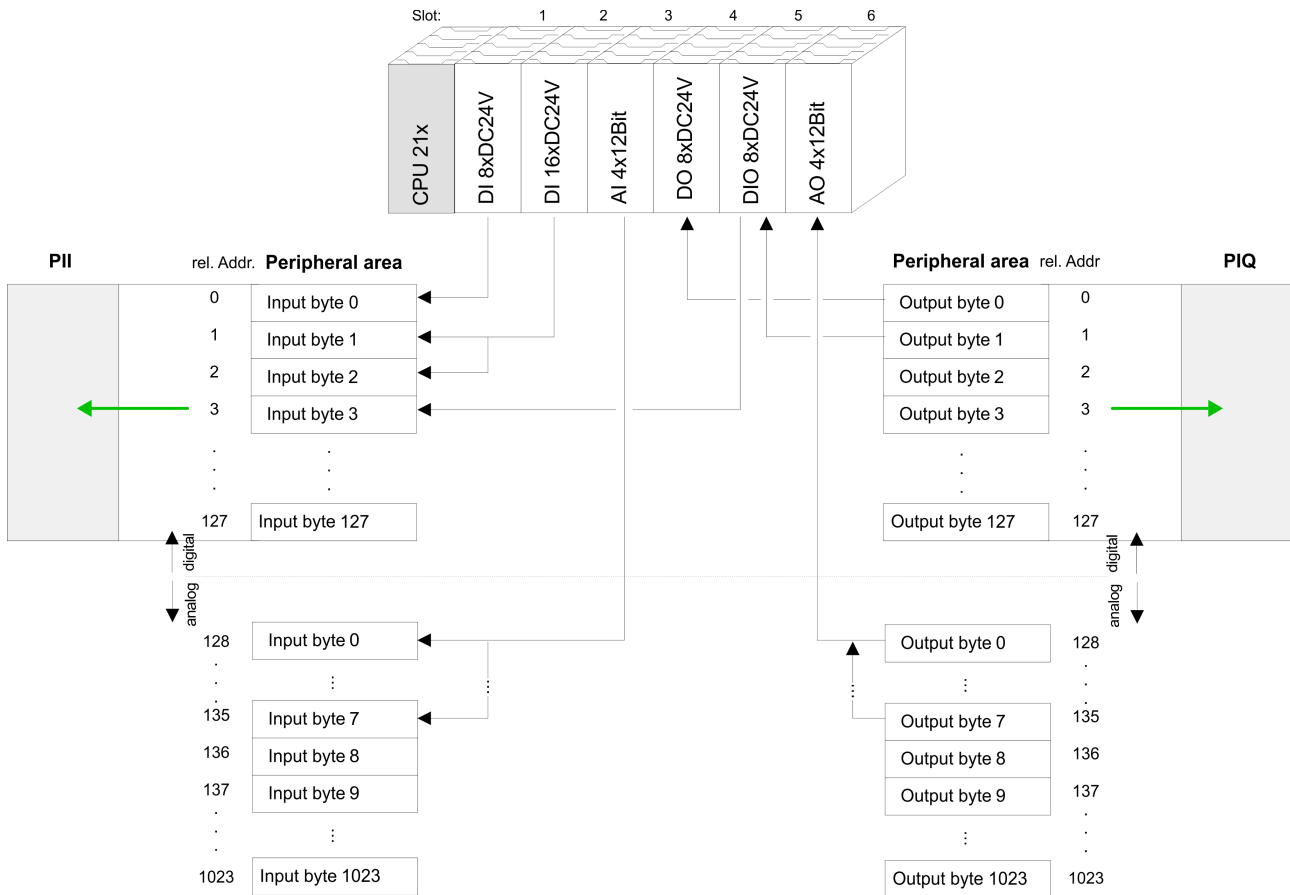 Slot: 1 2 3 4 5 6
CPU 21x
DI 8xDC24V
DI 16xDC24V
AI 4x12Bit
DO 8xDC24V
DIO 8xDC24V
AO 4x12Bit
PII rel. Addr. Peripheral area
0 Input byte 0
1 Input byte 1
2 Input byte 2
3 Input byte 3
. .
. .
. .
127 Input byte 127
digital
analog
128 Input byte 0
. ...
.
.
135 Input byte 7
136 Input byte 8
137 Input byte 9
. ...
.
.
1023 Input byte 1023
Peripheral area rel. Addr PIQ
Output byte 0 0
Output byte 1 1
Output byte 2 2
Output byte 3 3
. .
. .
. .
Output byte 127 127
digital
analog
Output byte 0 128
... .
.
.
Output byte 7 135
Output byte 8 136
Output byte 9 137
... .
.
.
Output byte 1023 1023
...
...